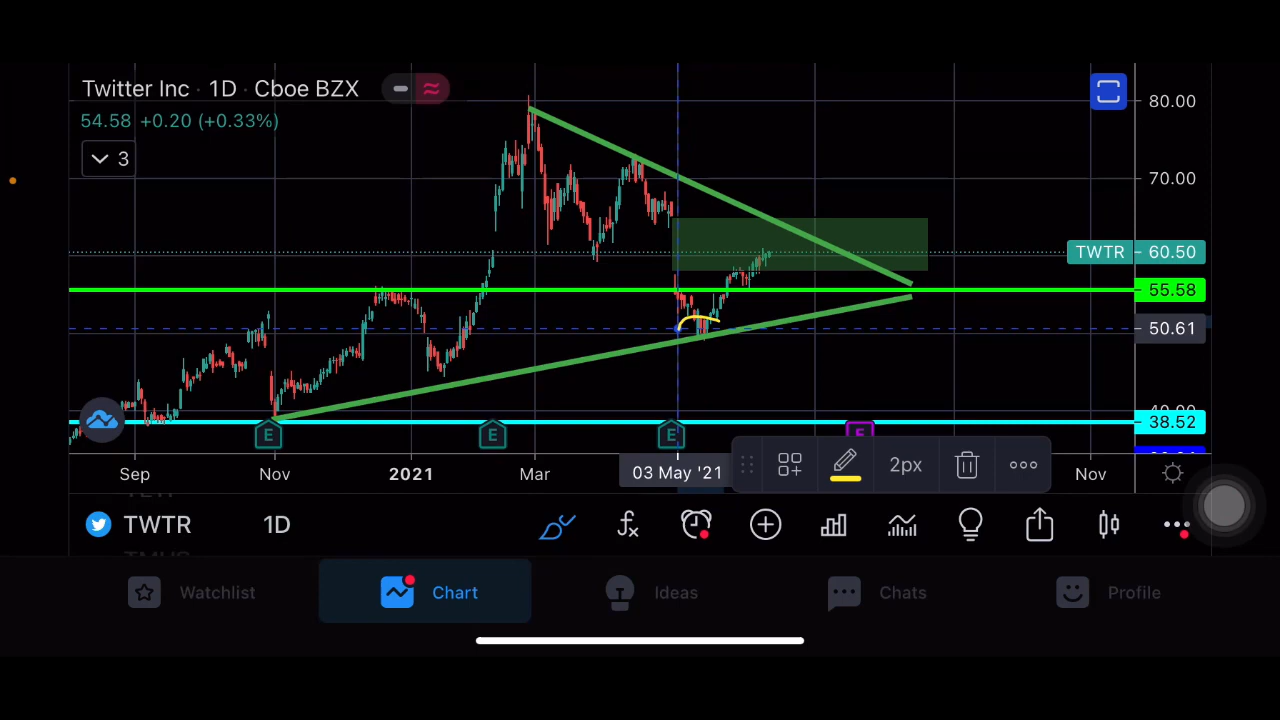 Twitter Inc · 1D · Cboe BZX
54.58 +0.20 (+0.33%)
3
80.00
70.00
TWTR 60.50
55.58
50.61
40.00
38.52
E E E E
Sep Nov 2021 Mar 03 May '21 Nov
2px
TWTR 1D
Watchlist Chart Ideas Chats Profile